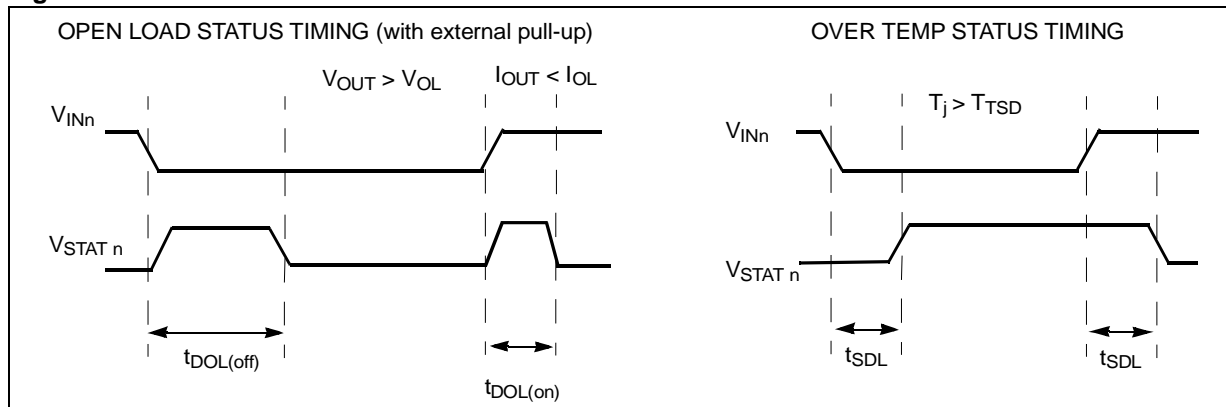 OPEN LOAD STATUS TIMING (with external pull-up)
VOUT > VOL
IOUT < IOL
VINn
VSTAT n
tDOL(off)
tDOL(on)
OVER TEMP STATUS TIMING
Tj > TTSD
VINn
VSTAT n
tSDL
tSDL